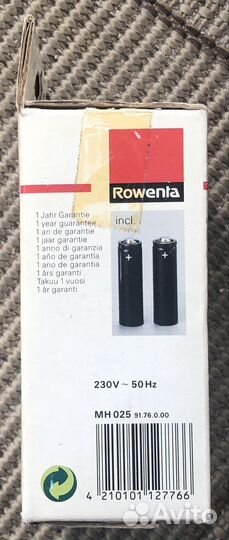 Rowenta
incl.
1 Jahr Garantie
1 year guarantee
1 an de garantie
1 jaar garantie
1 anno di garanzia
1 año de garantía
1 ano de garantia
1 års garanti
Takuu 1 vuosi
1 år garanti
230V ~ 50Hz
MH 025 91.76.0.00
4 210101 127766
Avito